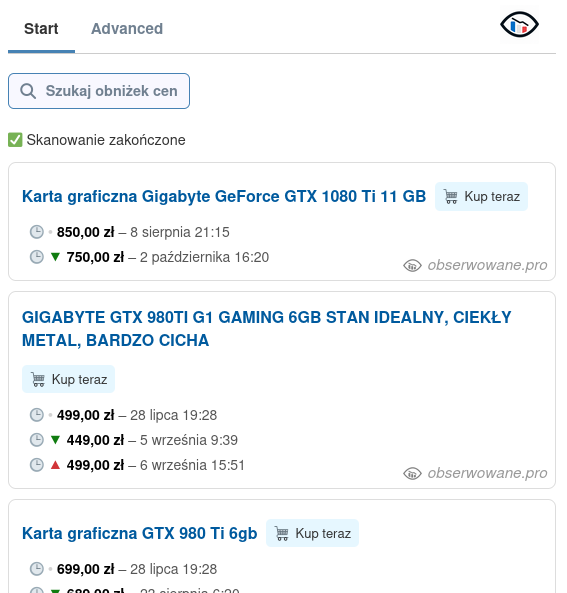 Start Advanced
Szukaj obniżek cen
Skanowanie zakończone
Karta graficzna Gigabyte GeForce GTX 1080 Ti 11 GB Kup teraz
850,00 zł – 8 sierpnia 21:15
750,00 zł – 2 października 16:20
obserwowane.pro
GIGABYTE GTX 980TI G1 GAMING 6GB STAN IDEALNY, CIEKŁY
METAL, BARDZO CICHA
Kup teraz
499,00 zł – 28 lipca 19:28
449,00 zł – 5 września 9:39
499,00 zł – 6 września 15:51
obserwowane.pro
Karta graficzna GTX 980 Ti 6gb Kup teraz
699,00 zł – 28 lipca 19:28